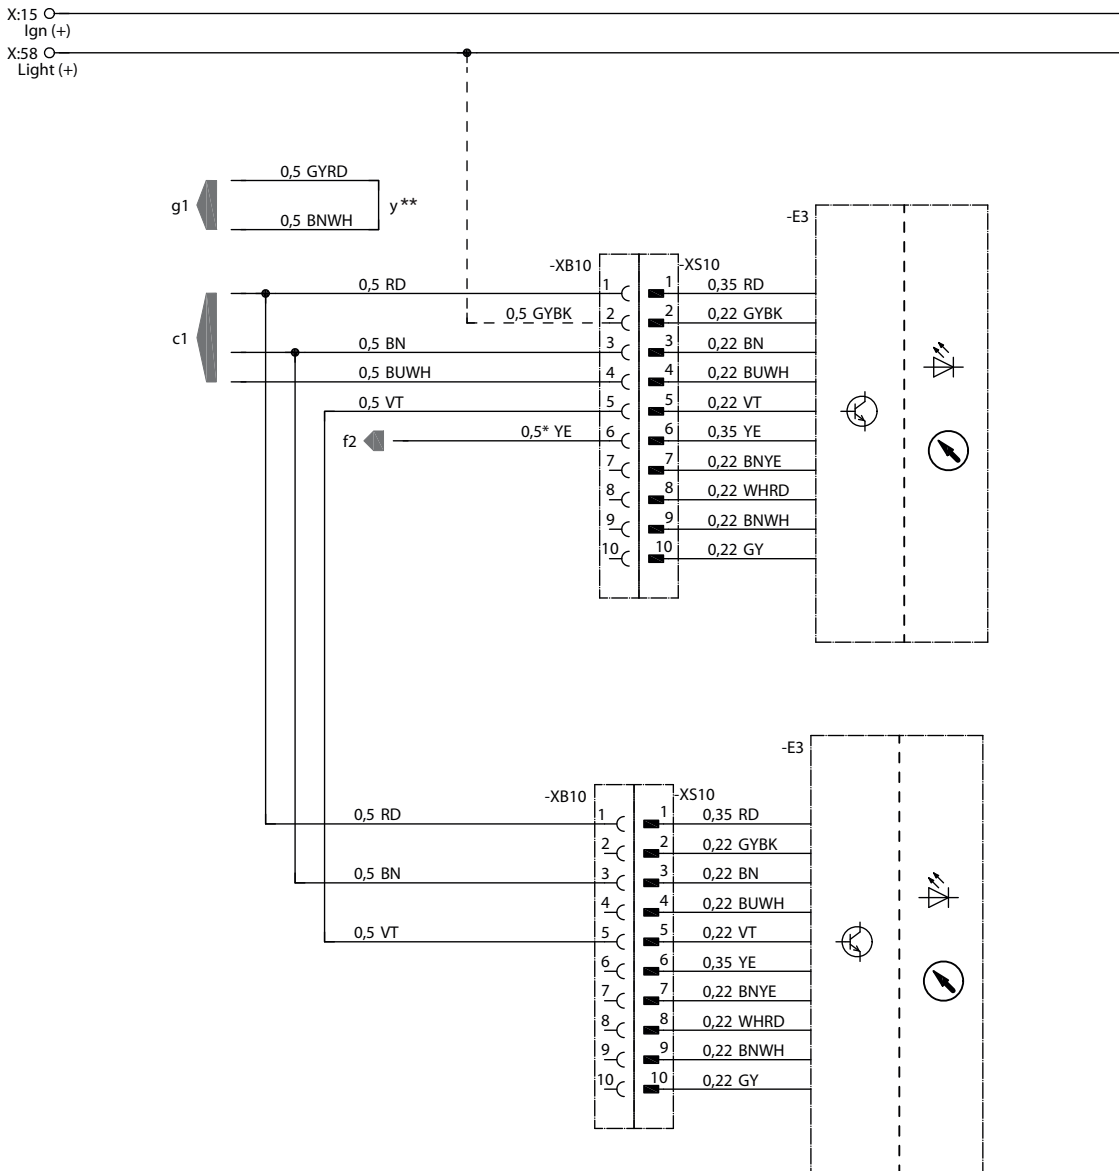 X:15
Ign (+)
X:58
Light (+)
0,5 GYRD
g1
y**
0,5 BNWH
-E3
-XB10
-XS10
0,5 RD
1
1
0,35 RD
0,5 GYBK
2
2
0,22 GYBK
c1
0,5 BN
3
3
0,22 BN
0,5 BUWH
4
4
0,22 BUWH
0,5 VT
5
5
0,22 VT
f2
0,5* YE
6
6
0,35 YE
7
7
0,22 BNYE
8
8
0,22 WHRD
9
9
0,22 BNWH
10
10
0,22 GY
-E3
-XB10
-XS10
0,5 RD
1
1
0,35 RD
2
2
0,22 GYBK
0,5 BN
3
3
0,22 BN
4
4
0,22 BUWH
0,5 VT
5
5
0,22 VT
6
6
0,35 YE
7
7
0,22 BNYE
8
8
0,22 WHRD
9
9
0,22 BNWH
10
10
0,22 GY